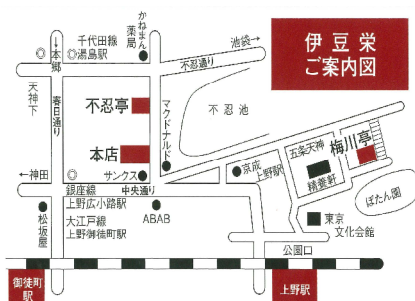 伊豆栄
ご案内図
かねまん
薬局
千代田線
湯島駅
→本郷
池袋→
不忍通り
天神下
春日通り
不忍亭
マクドナルド
不忍池
五条天神
梅川亭
本店
サンクス
←神田
京成
上野駅
精養軒
ぼたん園
銀座線
中央通り
上野広小路駅
大江戸線
上野御徒町駅
ABAB
松坂屋
東京
文化会館
公園口
御徒町
駅
上野駅